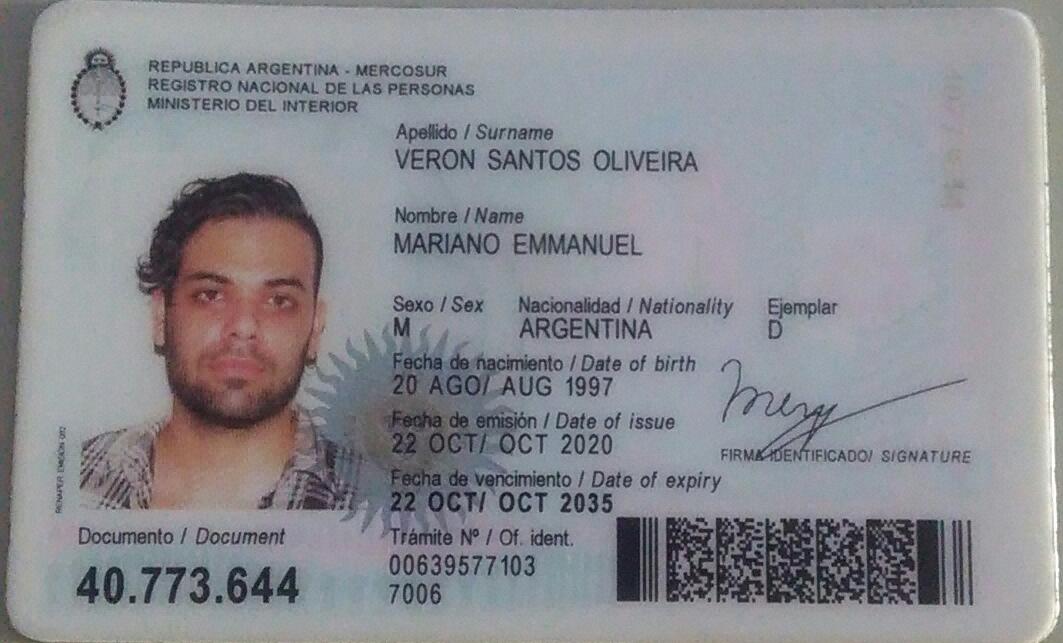 REPUBLICA ARGENTINA - MERCOSUR
REGISTRO NACIONAL DE LAS PERSONAS
MINISTERIO DEL INTERIOR
Apellido / Surname
VERON SANTOS OLIVEIRA
Nombre / Name
MARIANO EMMANUEL
Sexo / Sex Nacionalidad / Nationality Ejemplar
M ARGENTINA D
Fecha de nacimiento / Date of birth
20 AGO/ AUG 1997
Fecha de emisión / Date of issue
22 OCT/ OCT 2020
FIRMA IDENTIFICADO/ SIGNATURE
Fecha de vencimiento / Date of expiry
22 OCT/ OCT 2035
Documento / Document
40.773.644
Trámite Nº / Of. ident.
00639577103
7006